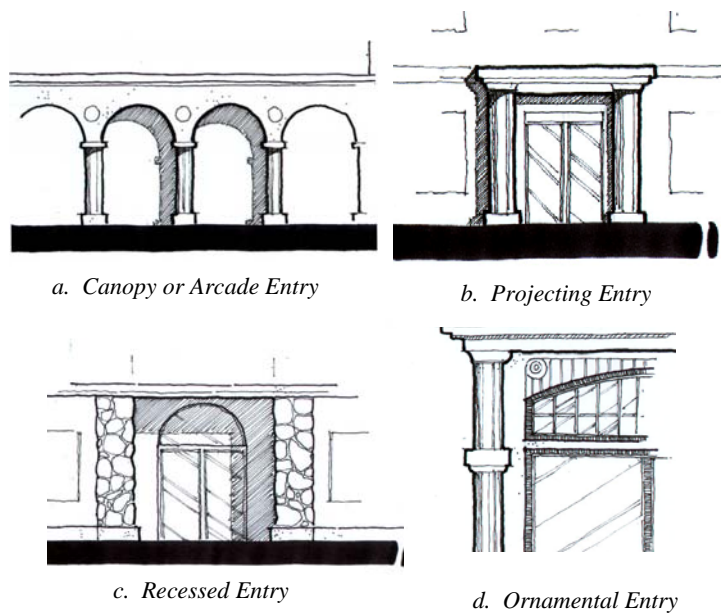 a. Canopy or Arcade Entry
b. Projecting Entry
c. Recessed Entry
d. Ornamental Entry